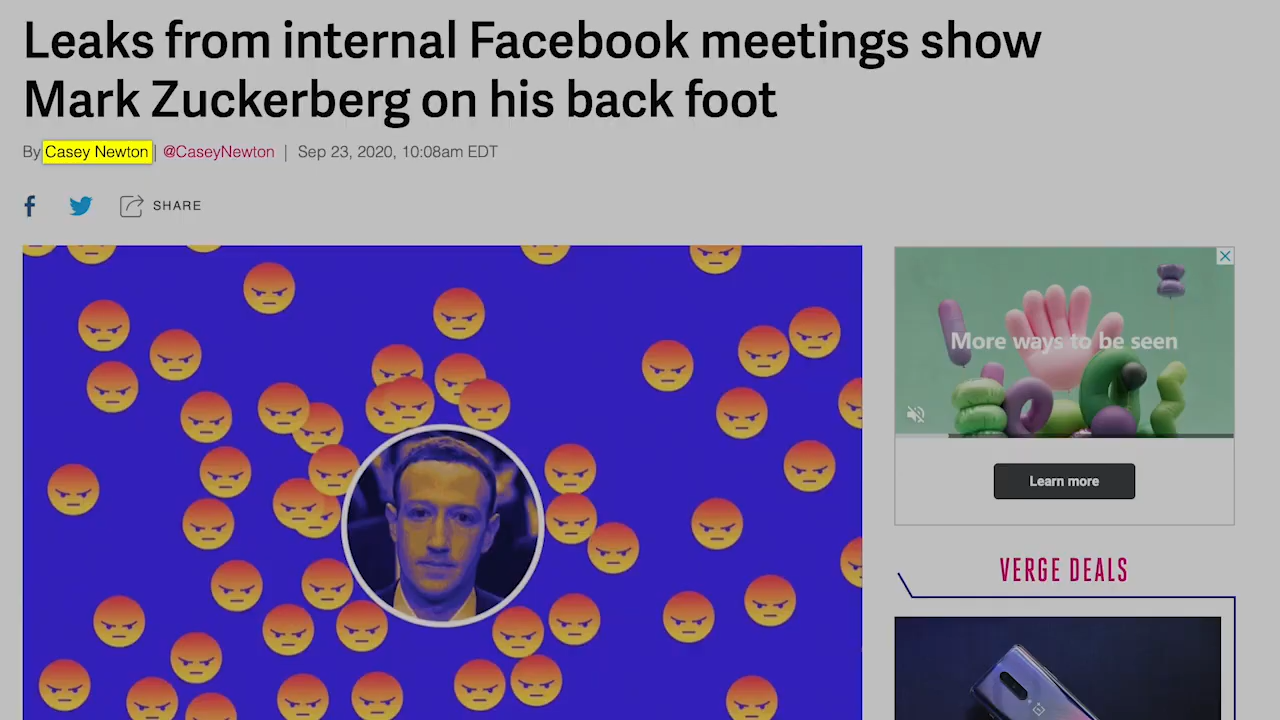 Leaks from internal Facebook meetings show
Mark Zuckerberg on his back foot
By Casey Newton | @CaseyNewton | Sep 23, 2020, 10:08am EDT
SHARE
More ways to be seen
Learn more
VERGE DEALS